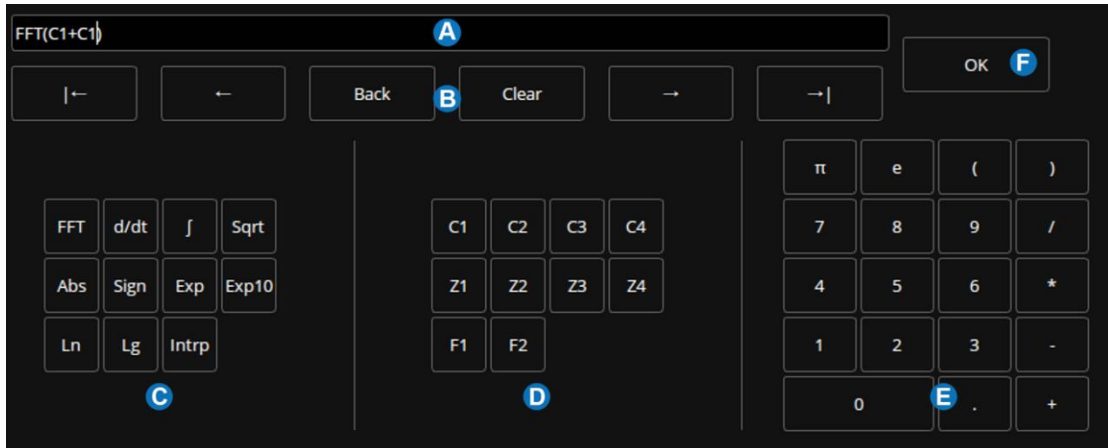 FFT(C1+C1)
A
OK F
|← ← Back B Clear → →|
π e ( )
FFT d/dt ∫ Sqrt C1 C2 C3 C4 7 8 9 /
Abs Sign Exp Exp10 Z1 Z2 Z3 Z4 4 5 6 *
Ln Lg Intrp F1 F2 1 2 3 -
C D 0 E . +